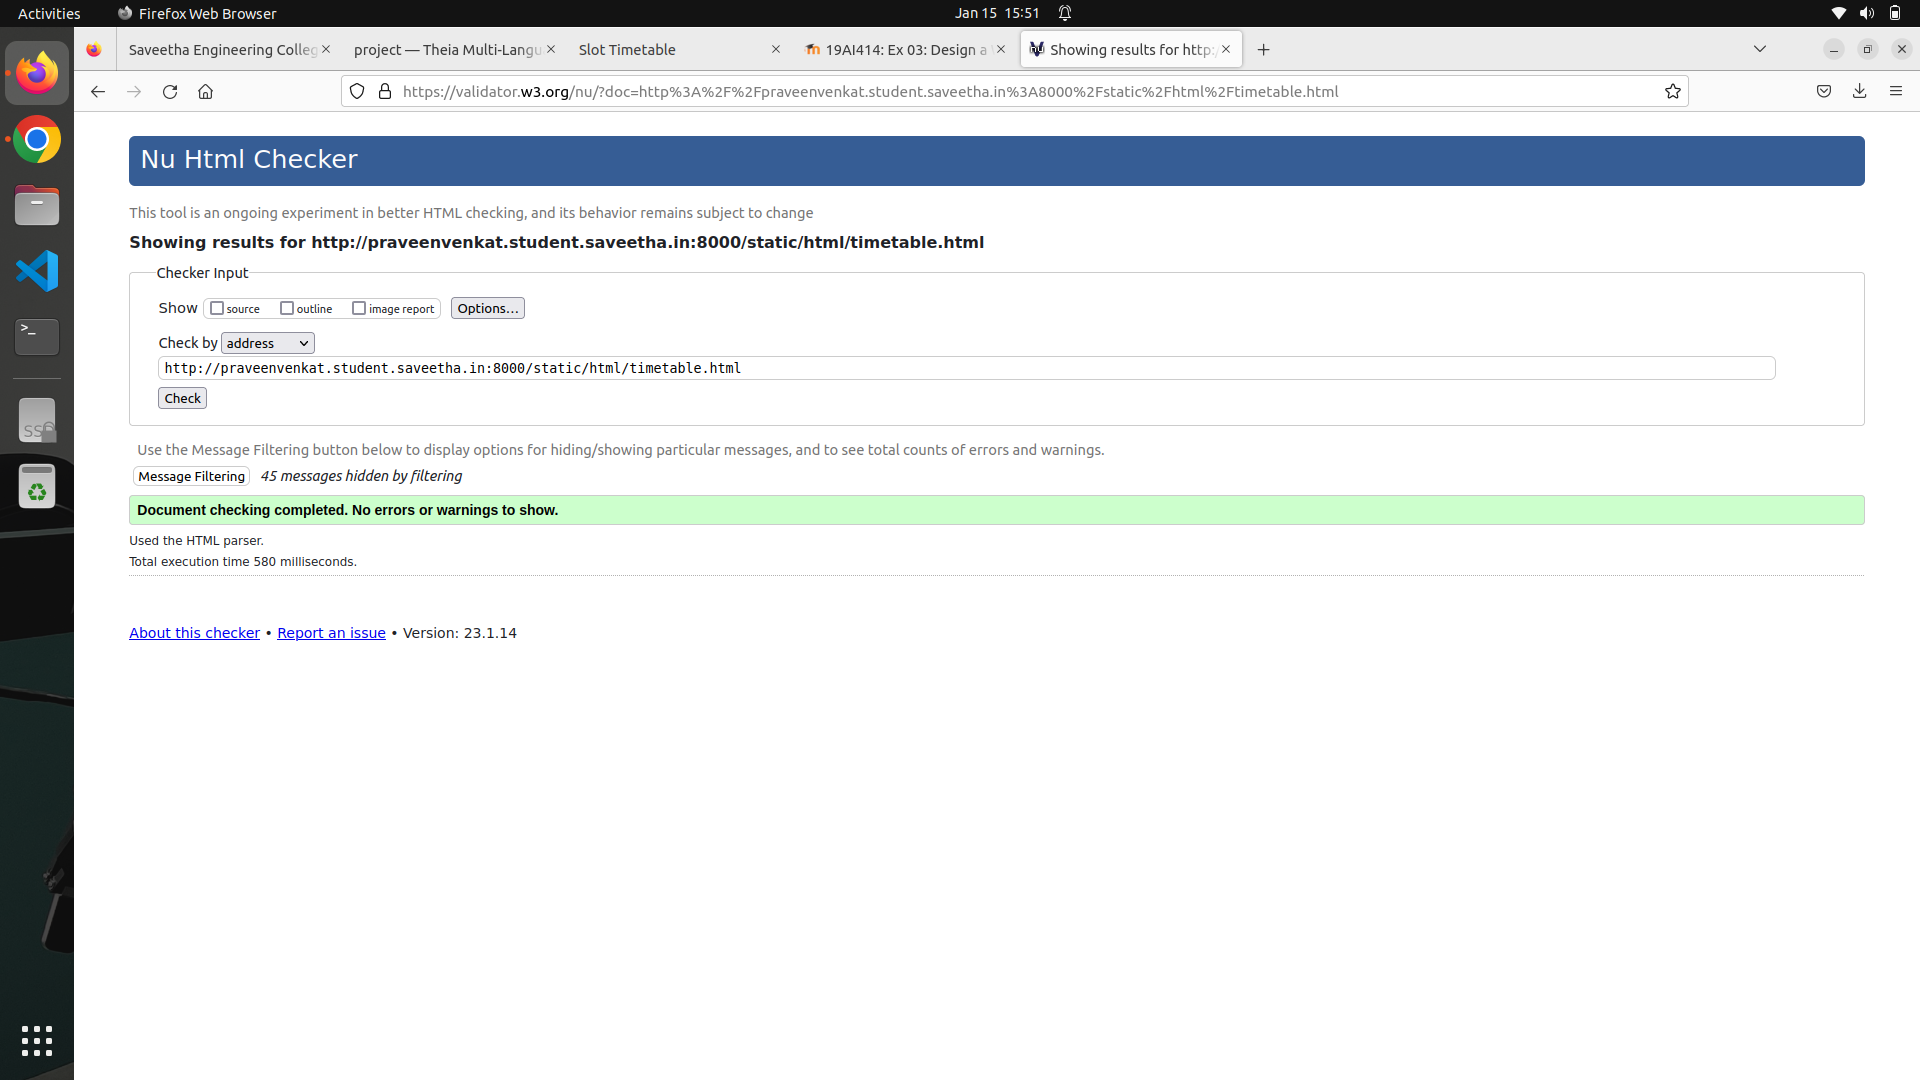 Activities
Firefox Web Browser
Jan 15 15:51
Saveetha Engineering Colleg
project — Theia Multi-Langu
Slot Timetable
19AI414: Ex 03: Design a
Showing results for http:
https://validator.w3.org/nu/?doc=http%3A%2F%2Fpraveenvenkat.student.saveetha.in%3A8000%2Fstatic%2Fhtml%2Ftimetable.html
Nu Html Checker
This tool is an ongoing experiment in better HTML checking, and its behavior remains subject to change
Showing results for http://praveenvenkat.student.saveetha.in:8000/static/html/timetable.html
Checker Input
Show source outline image report Options...
Check by address
http://praveenvenkat.student.saveetha.in:8000/static/html/timetable.html
Check
Use the Message Filtering button below to display options for hiding/showing particular messages, and to see total counts of errors and warnings.
Message Filtering 45 messages hidden by filtering
Document checking completed. No errors or warnings to show.
Used the HTML parser.
Total execution time 580 milliseconds.
About this checker • Report an issue • Version: 23.1.14